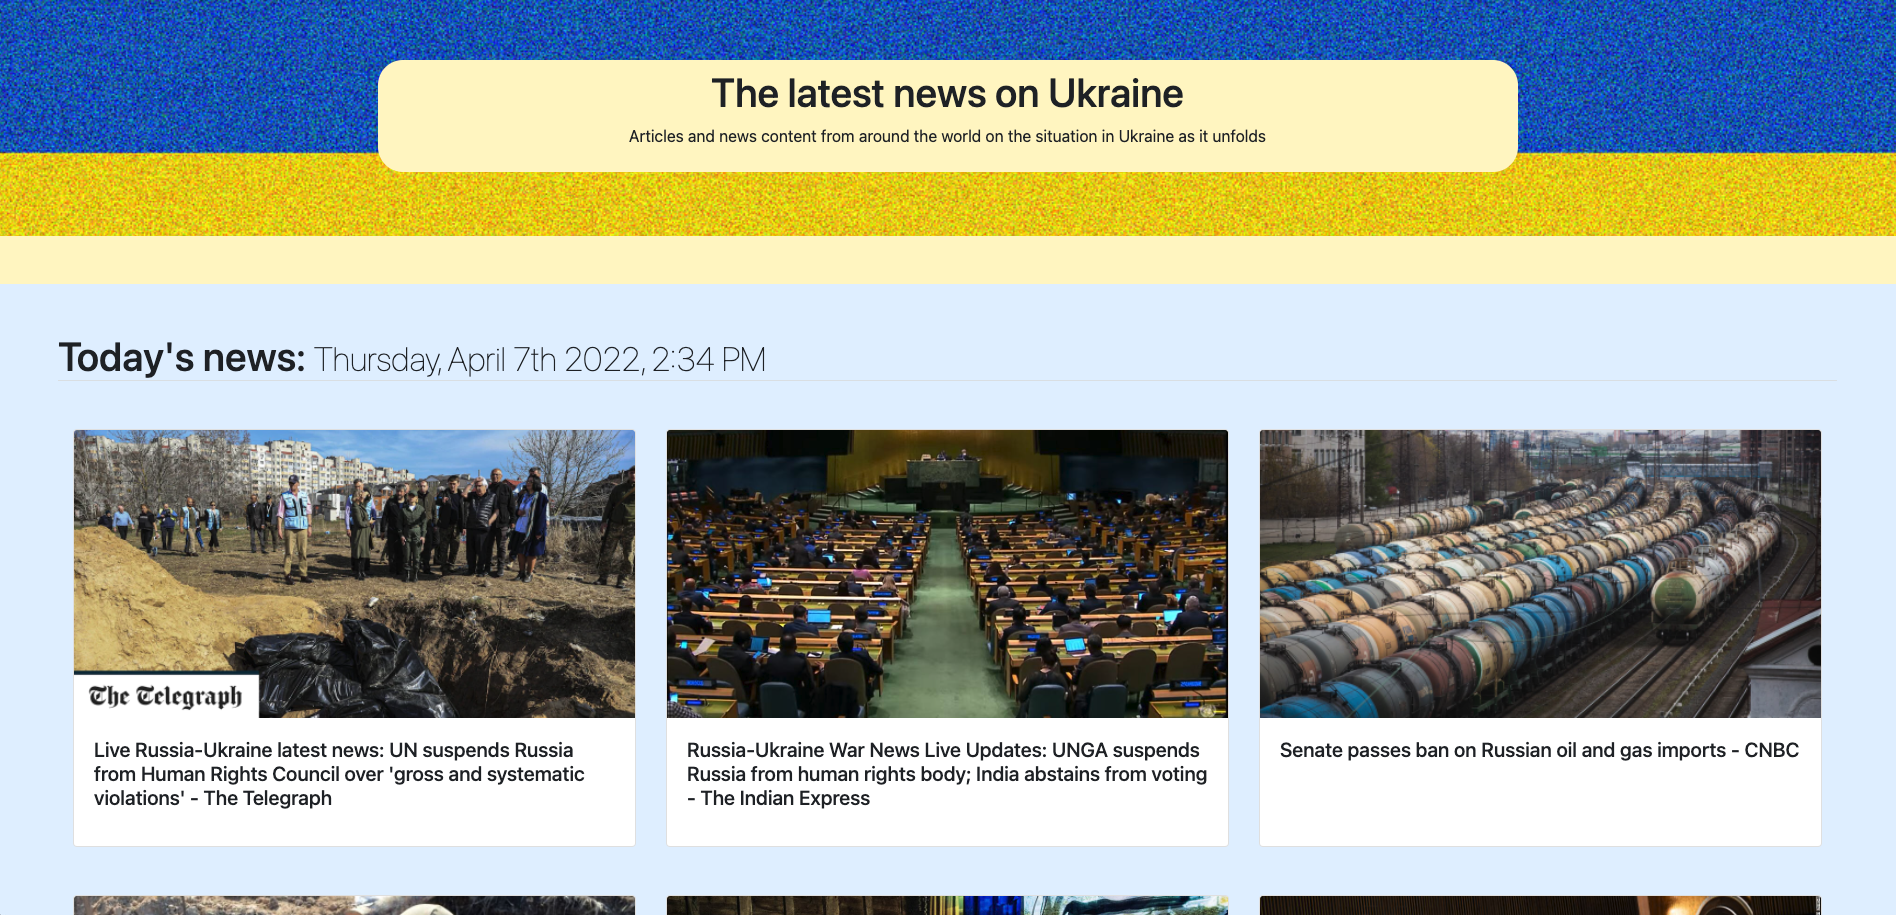 The latest news on Ukraine
Articles and news content from around the world on the situation in Ukraine as it unfolds
Today's news: Thursday, April 7th 2022, 2:34 PM
The Telegraph
Live Russia-Ukraine latest news: UN suspends Russia
from Human Rights Council over 'gross and systematic
violations' - The Telegraph
Russia-Ukraine War News Live Updates: UNGA suspends
Russia from human rights body; India abstains from voting
- The Indian Express
Senate passes ban on Russian oil and gas imports - CNBC